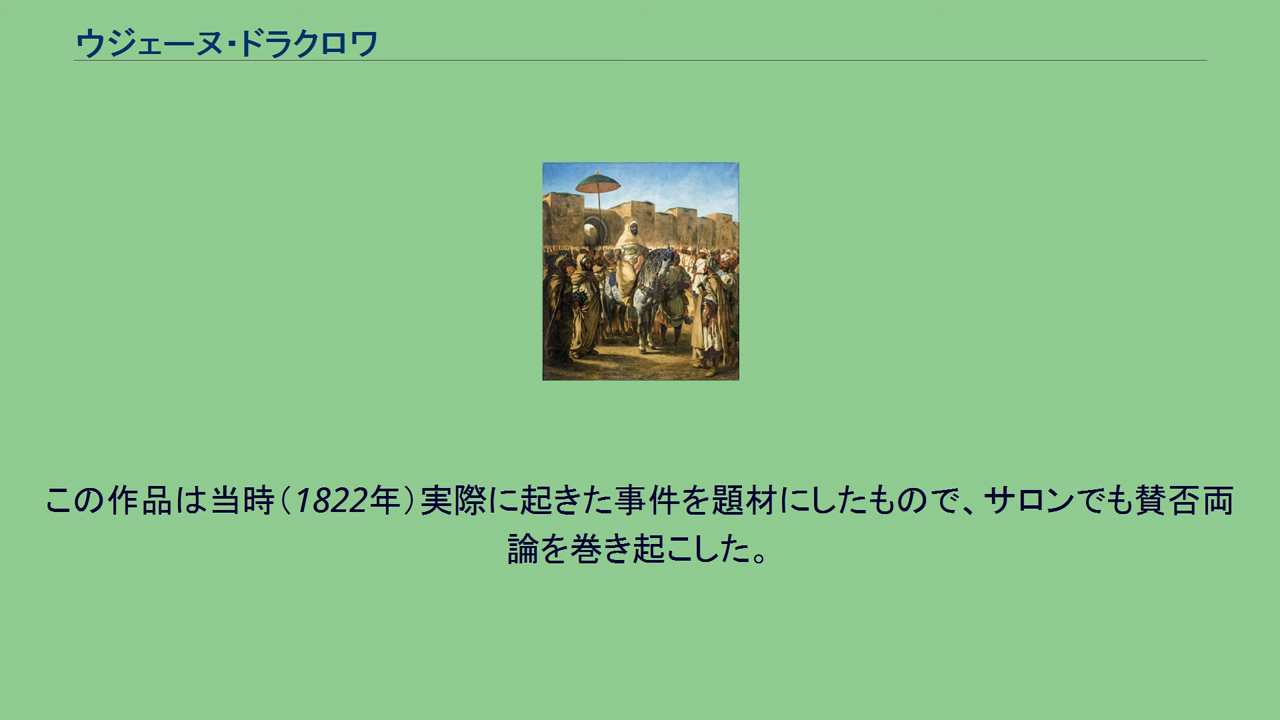 ウジェーヌ・ドラクロワ
この作品は当時（1822年）実際に起きた事件を題材にしたもので、サロンでも賛否両
論を巻き起こした。